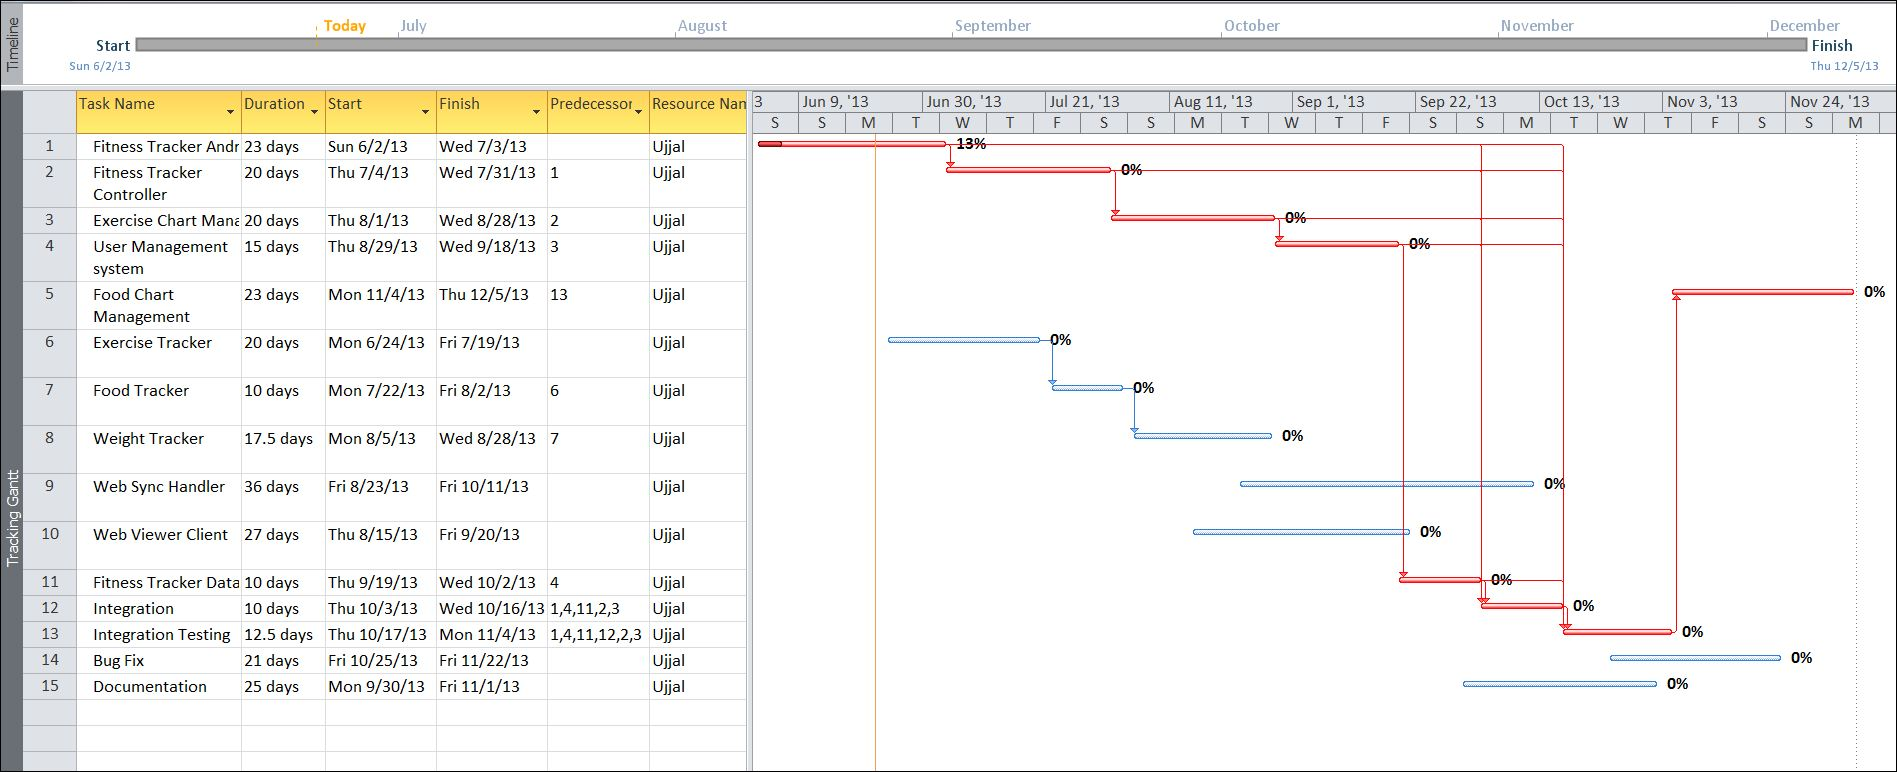 Timeline
Today July August September October November December
Start Finish
Sun 6/2/13 Thu 12/5/13
Tracking Gantt
Task Name Duration Start Finish Predecessor Resource Nan
3 Jun 9, '13 Jun 30, '13 Jul 21, '13 Aug 11, '13 Sep 1, '13 Sep 22, '13 Oct 13, '13 Nov 3, '13 Nov 24, '13
S S M T W T F S S M T W T F S S M T W T F S S M
1 Fitness Tracker Andr 23 days Sun 6/2/13 Wed 7/3/13 Ujjal 13%
2 Fitness Tracker 20 days Thu 7/4/13 Wed 7/31/13 1 Ujjal 0%
Controller
3 Exercise Chart Mana 20 days Thu 8/1/13 Wed 8/28/13 2 Ujjal 0%
4 User Management 15 days Thu 8/29/13 Wed 9/18/13 3 Ujjal 0%
system
5 Food Chart 23 days Mon 11/4/13 Thu 12/5/13 13 Ujjal 0%
Management
6 Exercise Tracker 20 days Mon 6/24/13 Fri 7/19/13 Ujjal 0%
7 Food Tracker 10 days Mon 7/22/13 Fri 8/2/13 6 Ujjal 0%
8 Weight Tracker 17.5 days Mon 8/5/13 Wed 8/28/13 7 Ujjal 0%
9 Web Sync Handler 36 days Fri 8/23/13 Fri 10/11/13 Ujjal 0%
10 Web Viewer Client 27 days Thu 8/15/13 Fri 9/20/13 Ujjal 0%
11 Fitness Tracker Data 10 days Thu 9/19/13 Wed 10/2/13 4 Ujjal 0%
12 Integration 10 days Thu 10/3/13 Wed 10/16/13 1,4,11,2,3 Ujjal 0%
13 Integration Testing 12.5 days Thu 10/17/13 Mon 11/4/13 1,4,11,12,2,3 Ujjal 0%
14 Bug Fix 21 days Fri 10/25/13 Fri 11/22/13 Ujjal 0%
15 Documentation 25 days Mon 9/30/13 Fri 11/1/13 Ujjal 0%